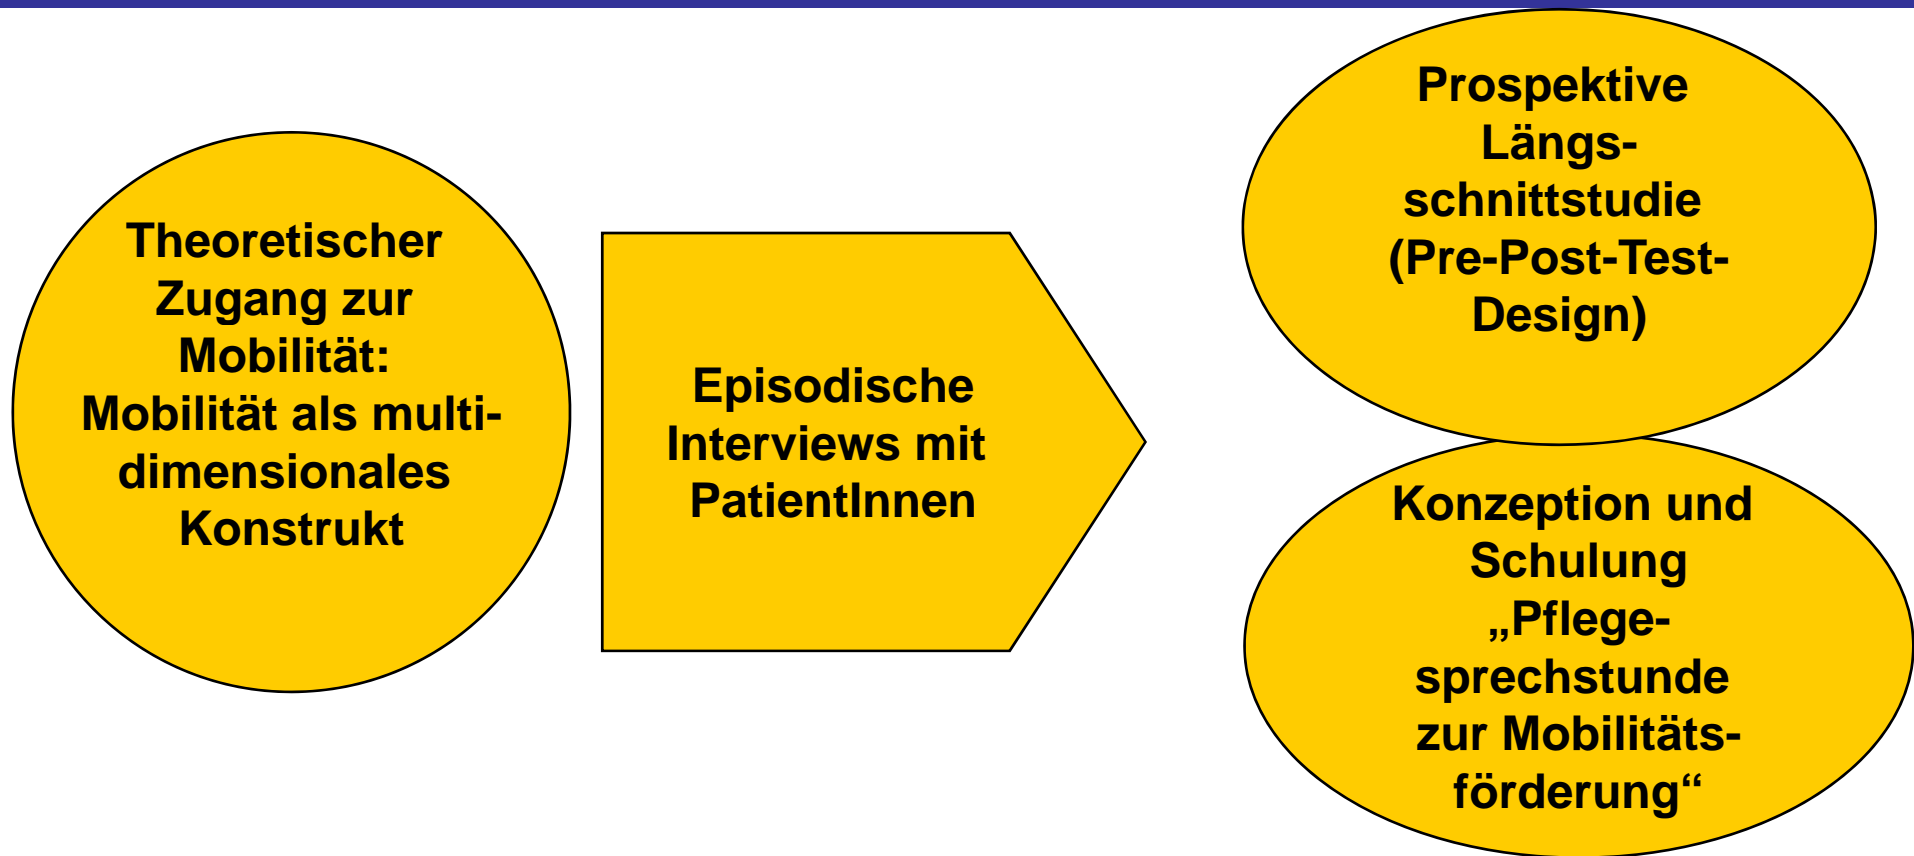 Theoretischer
Zugang zur
Mobilität:
Mobilität als multi-
dimensionales
Konstrukt
Episodische
Interviews mit
PatientInnen
Prospektive
Längs-
schnittstudie
(Pre-Post-Test-
Design)
Konzeption und
Schulung
„Pflege-
sprechstunde
zur Mobilitäts-
förderung“